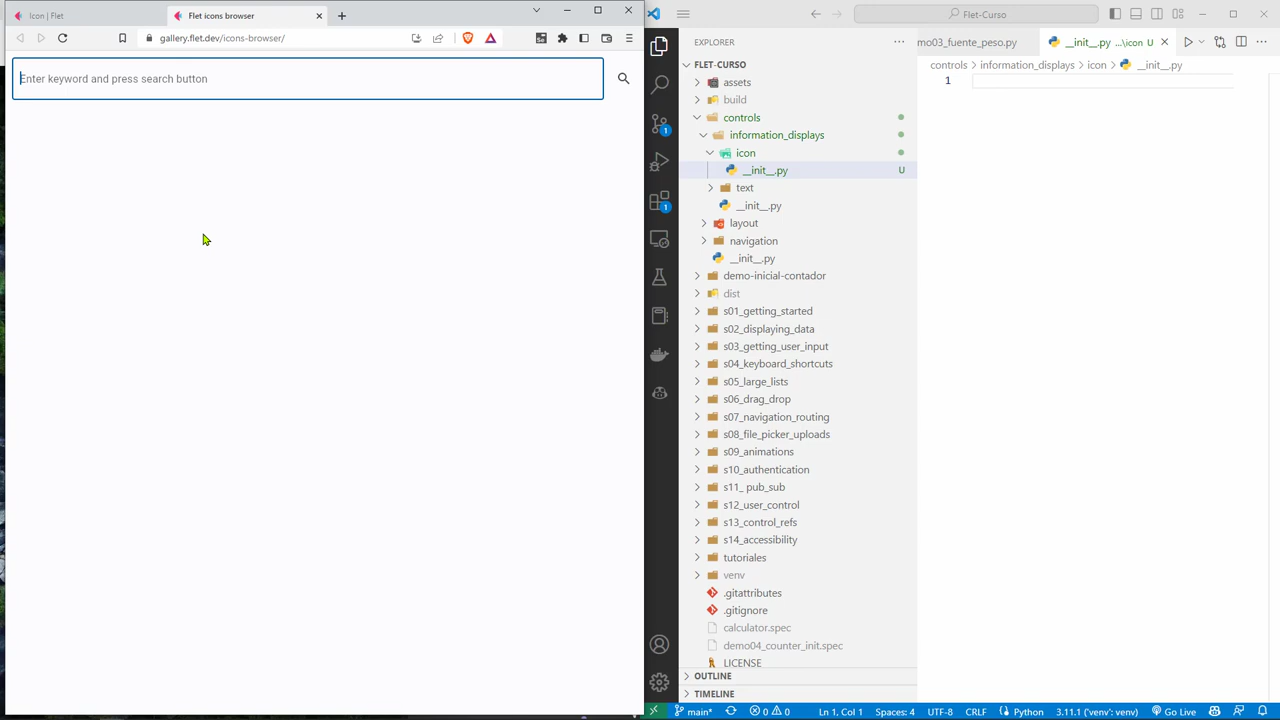 Icon | Flet
Flet icons browser
gallery.flet.dev/icons-browser/
Enter keyword and press search button
Flet-Curso
EXPLORER
mo03_fuente_peso.py
__init__.py ...\icon U
controls
information_displays
icon
__init__.py
FLET-CURSO
assets
build
controls
information_displays
icon
__init__.py
U
text
__init__.py
layout
navigation
__init__.py
demo-inicial-contador
dist
s01_getting_started
s02_displaying_data
s03_getting_user_input
s04_keyboard_shortcuts
s05_large_lists
s06_drag_drop
s07_navigation_routing
s08_file_picker_uploads
s09_animations
s10_authentication
s11_ pub_sub
s12_user_control
s13_control_refs
s14_accessibility
tutoriales
venv
.gitattributes
.gitignore
calculator.spec
demo04_counter_init.spec
LICENSE
OUTLINE
TIMELINE
1
1
1
main*
0
0
Ln 1, Col 1
Spaces: 4
UTF-8
CRLF
Python
3.11.1 ('venv': venv)
Go Live